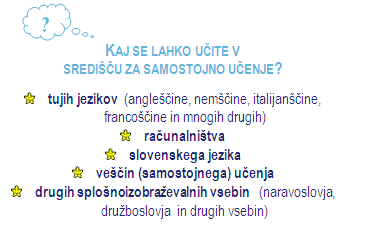 ?
KAJ SE LAHKO UČITE V
SREDIŠČU ZA SAMOSTOJNO UČENJE?
tujih jezikov (angleščine, nemščine, italijanščine,
francoščine in mnogih drugih)
računalništva
slovenskega jezika
veščin (samostojnega) učenja
drugih splošnoizobraževalnih vsebin (naravoslovja,
družboslovja in drugih vsebin)